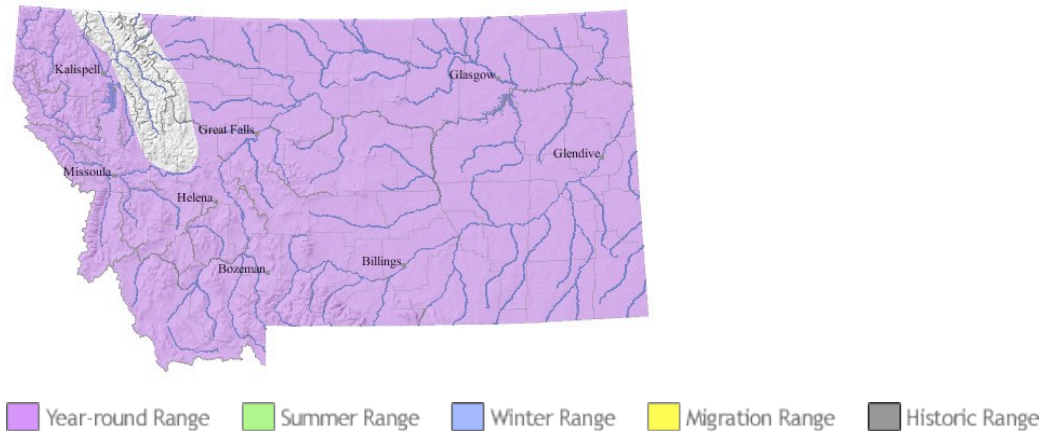 Kalispell
Glasgow
Great Falls
Glendive
Missoula
Helena
Billings
Bozeman
Year-round Range
Summer Range
Winter Range
Migration Range
Historic Range